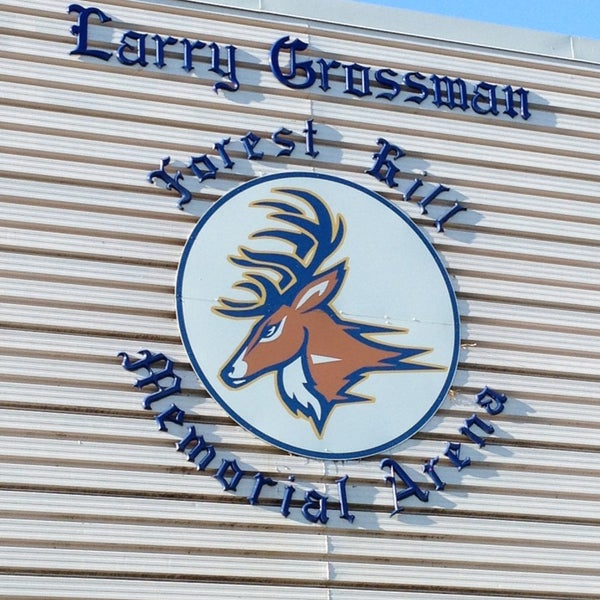 Larry Grossman
Forest Hill
Memorial Arena